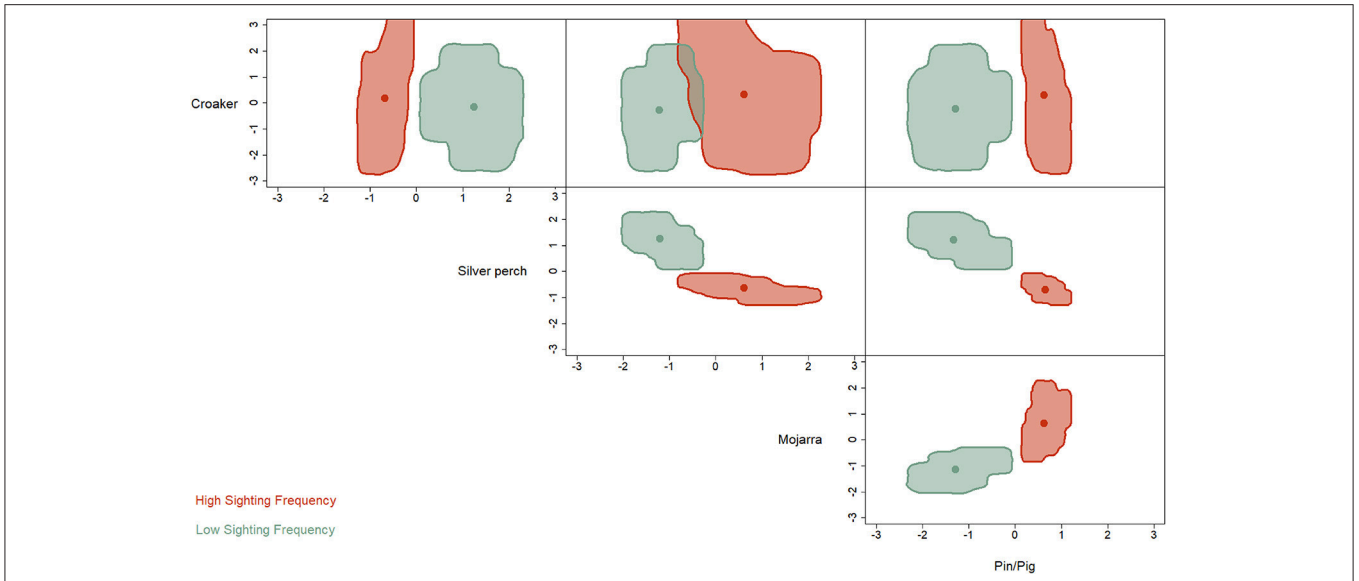 3
2
1
0
-1
-2
-3
Croaker
-3 -2 -1 0 1 2
3
2
1
0
-1
-2
-3
Silver perch
-3 -2 -1 0 1 2 3
3
2
1
0
-1
-2
-3
Mojarra
-3 -2 -1 0 1 2 3
Pin/Pig
High Sighting Frequency
Low Sighting Frequency